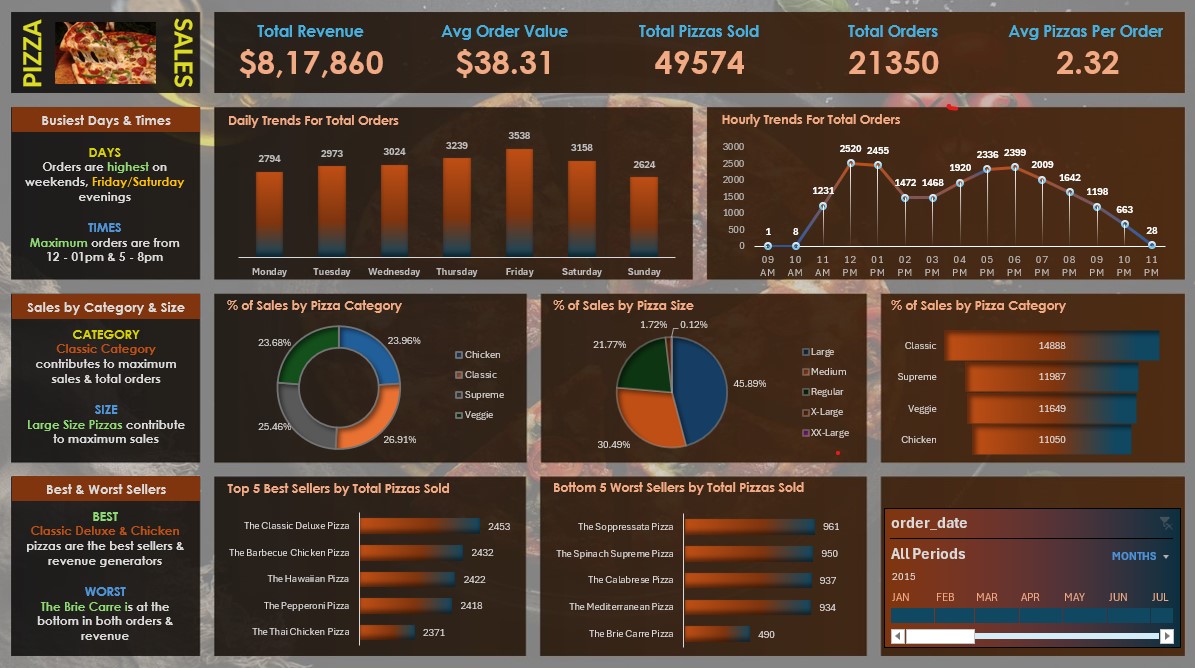 PIZZA
SALES
Total Revenue
$8,17,860
Avg Order Value
$38.31
Total Pizzas Sold
49574
Total Orders
21350
Avg Pizzas Per Order
2.32
Busiest Days & Times
DAYS
Orders are highest on
weekends, Friday/Saturday
evenings
TIMES
Maximum orders are from
12 - 01pm & 5 - 8pm
Daily Trends For Total Orders
2794
2973
3024
3239
3538
3158
2624
Monday
Tuesday
Wednesday
Thursday
Friday
Saturday
Sunday
Hourly Trends For Total Orders
3000
2500
2000
1500
1000
500
0
1
8
1231
2520
2455
1472
1468
1920
2336
2399
2009
1642
1198
663
28
09 AM
10 AM
11 AM
12 PM
01 PM
02 PM
03 PM
04 PM
05 PM
06 PM
07 PM
08 PM
09 PM
10 PM
11 PM
Sales by Category & Size
CATEGORY
Classic Category
contributes to maximum
sales & total orders
SIZE
Large Size Pizzas contribute
to maximum sales
% of Sales by Pizza Category
23.68%
23.96%
25.46%
26.91%
Chicken
Classic
Supreme
Veggie
% of Sales by Pizza Size
1.72%
0.12%
21.77%
45.89%
30.49%
Large
Medium
Regular
X-Large
XX-Large
% of Sales by Pizza Category
Classic 14888
Supreme 11987
Veggie 11649
Chicken 11050
Best & Worst Sellers
BEST
Classic Deluxe & Chicken
pizzas are the best sellers &
revenue generators
WORST
The Brie Carre is at the
bottom in both orders &
revenue
Top 5 Best Sellers by Total Pizzas Sold
The Classic Deluxe Pizza 2453
The Barbecue Chicken Pizza 2432
The Hawaiian Pizza 2422
The Pepperoni Pizza 2418
The Thai Chicken Pizza 2371
Bottom 5 Worst Sellers by Total Pizzas Sold
The Soppressata Pizza 961
The Spinach Supreme Pizza 950
The Calabrese Pizza 937
The Mediterranean Pizza 934
The Brie Carre Pizza 490
order_date
All Periods
MONTHS
2015
JAN FEB MAR APR MAY JUN JUL